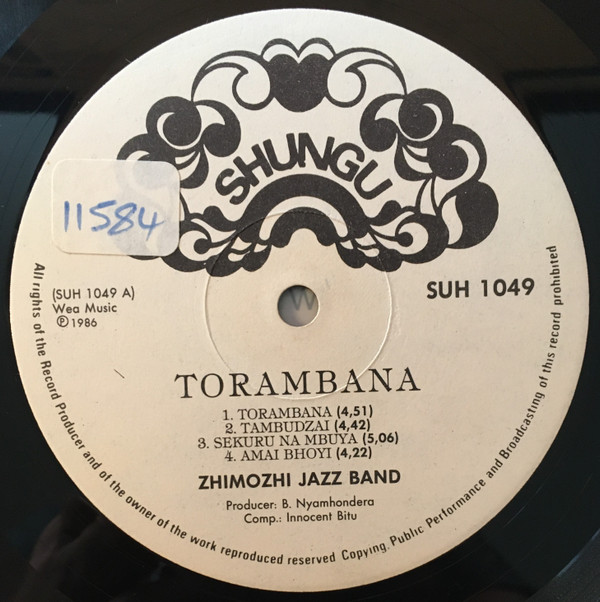 SHUNGU
11584
(SUH 1049 A)
Wea Music
℗ 1986
SUH 1049
TORAMBANA
1. TORAMBANA (4,51)
2. TAMBUDZAI (4,42)
3. SEKURU NA MBUYA (5,06)
4. AMAI BHOYI (4,22)
ZHIMOZHI JAZZ BAND
Producer: B. Nyamhondera
Comp.: Innocent Bitu
All rights of the Record Producer and of the owner of the work reproduced reserved Copying, Public Performance and Broadcasting of this record prohibited